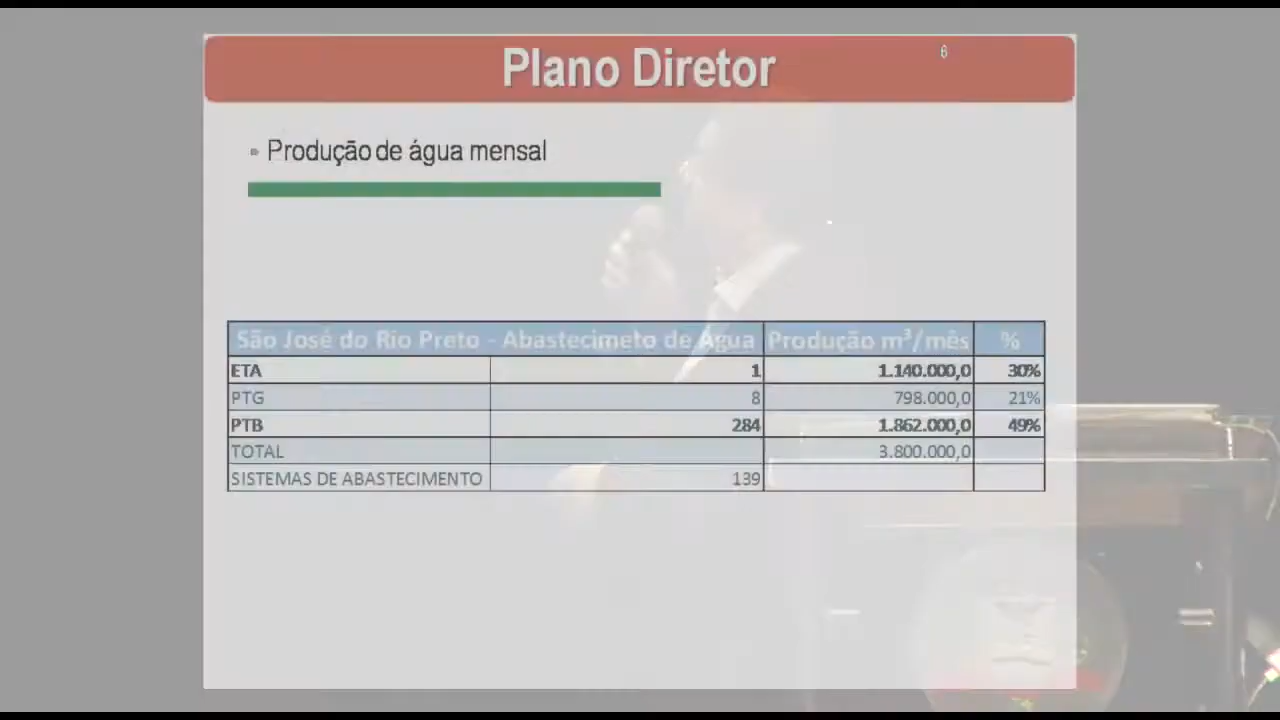 Plano Diretor
6
Produção de água mensal
São José do Rio Preto - Abastecimeto de Água Produção m³/mês %
ETA 1 1.140.000,0 30%
PTG 8 798.000,0 21%
PTB 284 1.862.000,0 49%
TOTAL 3.800.000,0
SISTEMAS DE ABASTECIMENTO 139